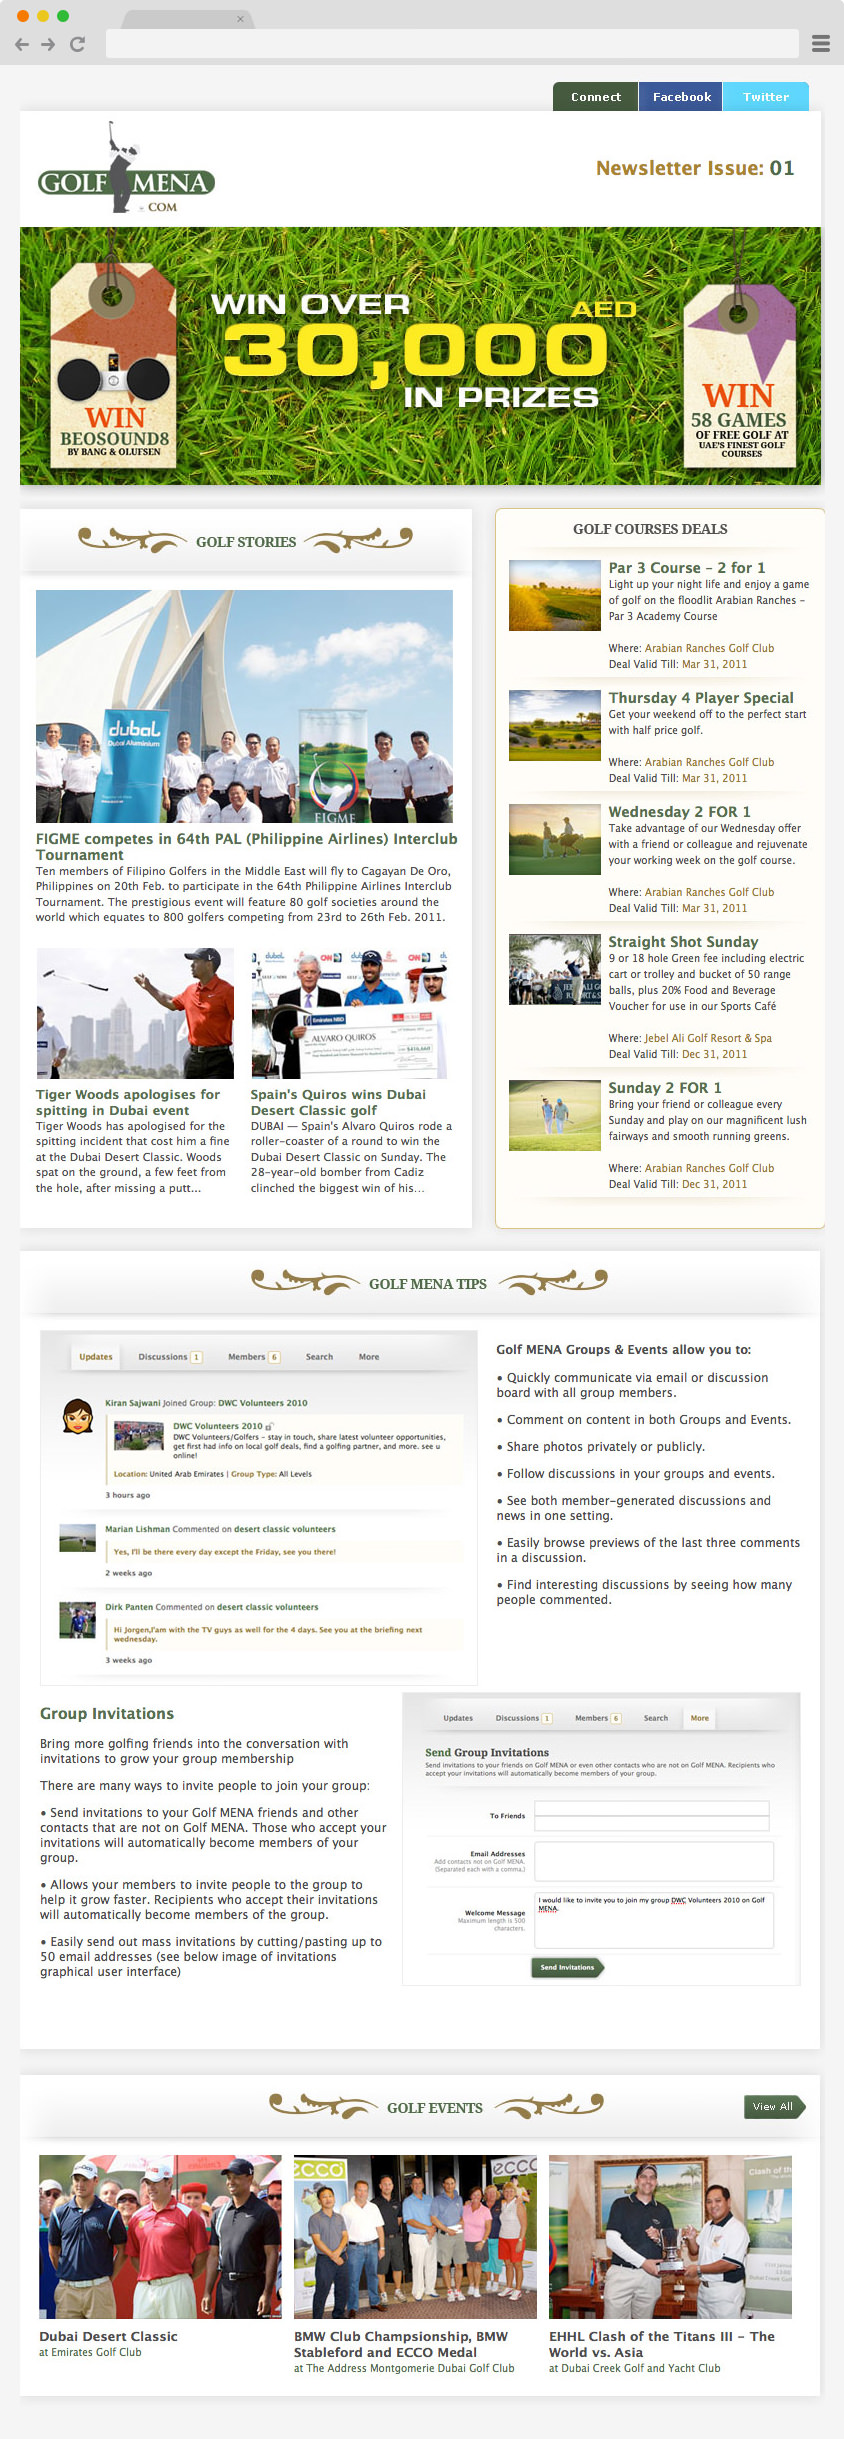 Connect
Facebook
Twitter
GOLF MENA
.COM
Newsletter Issue: 01
WIN OVER
AED
30,000
IN PRIZES
WIN
BEOSOUND8
BY BANG & OLUFSEN
WIN
58 GAMES
OF FREE GOLF AT
UAE'S FINEST GOLF
COURSES
GOLF STORIES
dubal
Dubai Aluminium
FIGME
FIGME competes in 64th PAL (Philippine Airlines) Interclub
Tournament
Ten members of Filipino Golfers in the Middle East will fly to Cagayan De Oro,
Philippines on 20th Feb. to participate in the 64th Philippine Airlines Interclub
Tournament. The prestigious event will feature 80 golf societies around the
world which equates to 800 golfers competing from 23rd to 26th Feb. 2011.
Tiger Woods apologises for
spitting in Dubai event
Tiger Woods has apologised for the
spitting incident that cost him a fine
at the Dubai Desert Classic. Woods
spat on the ground, a few feet from
the hole, after missing a putt...
dubal
CNN
CNN
Emirates NBD
ALVARO QUIROS
Spain's Quiros wins Dubai
Desert Classic golf
DUBAI — Spain's Alvaro Quiros rode a
roller-coaster of a round to win the
Dubai Desert Classic on Sunday. The
28-year-old bomber from Cadiz
clinched the biggest win of his...
GOLF COURSES DEALS
Par 3 Course - 2 for 1
Light up your night life and enjoy a game
of golf on the floodlit Arabian Ranches -
Par 3 Academy Course
Where: Arabian Ranches Golf Club
Deal Valid Till: Mar 31, 2011
Thursday 4 Player Special
Get your weekend off to the perfect start
with half price golf.
Where: Arabian Ranches Golf Club
Deal Valid Till: Mar 31, 2011
Wednesday 2 FOR 1
Take advantage of our Wednesday offer
with a friend or colleague and rejuvenate
your working week on the golf course.
Where: Arabian Ranches Golf Club
Deal Valid Till: Mar 31, 2011
Straight Shot Sunday
9 or 18 hole Green fee including electric
cart or trolley and bucket of 50 range
balls, plus 20% Food and Beverage
Voucher for use in our Sports Café
Where: Jebel Ali Golf Resort & Spa
Deal Valid Till: Dec 31, 2011
Sunday 2 FOR 1
Bring your friend or colleague every
Sunday and play on our magnificent lush
fairways and smooth running greens.
Where: Arabian Ranches Golf Club
Deal Valid Till: Dec 31, 2011
GOLF MENA TIPS
Updates Discussions 1 Members 6 Search More
Kiran Sajwani Joined Group: DWC Volunteers 2010
DWC Volunteers 2010
DWC Volunteers/Golfers - stay in touch, share latest volunteer opportunities,
get first had info on local golf deals, find a golfing partner, and more. see u
online!
Location: United Arab Emirates | Group Type: All Levels
3 hours ago
Marian Lishman Commented on desert classic volunteers
Yes, I'll be there every day except the Friday, see you there!
2 weeks ago
Dirk Panten Commented on desert classic volunteers
Hi Jorgen,I'am with the TV guys as well for the 4 days. See you at the briefing next
wednesday.
3 weeks ago
Golf MENA Groups & Events allow you to:
• Quickly communicate via email or discussion
board with all group members.
• Comment on content in both Groups and Events.
• Share photos privately or publicly.
• Follow discussions in your groups and events.
• See both member-generated discussions and
news in one setting.
• Easily browse previews of the last three comments
in a discussion.
• Find interesting discussions by seeing how many
people commented.
Group Invitations
Bring more golfing friends into the conversation with
invitations to grow your group membership
There are many ways to invite people to join your group:
• Send invitations to your Golf MENA friends and other
contacts that are not on Golf MENA. Those who accept your
invitations will automatically become members of your
group.
• Allows your members to invite people to the group to
help it grow faster. Recipients who accept their invitations
will automatically become members of the group.
• Easily send out mass invitations by cutting/pasting up to
50 email addresses (see below image of invitations
graphical user interface)
Updates Discussions 1 Members 6 Search More
Send Group Invitations
Send invitations to your friends on Golf MENA or even other contacts who are not on Golf MENA. Recipients who
accept your invitations will automatically become members of your group.
To Friends
Email Addresses
Add contacts not on Golf MENA.
(Separated each with a comma.)
Welcome Message
Maximum length is 500
characters.
I would like to invite you to join my group DWC Volunteers 2010 on Golf
MENA.
Send Invitations
GOLF EVENTS
View All
Dubai Desert Classic
at Emirates Golf Club
ecco
ecco
BMW Club Champsionship, BMW
Stableford and ECCO Medal
at The Address Montgomerie Dubai Golf Club
Clash of th
EHHL Clash of the Titans III - The
World vs. Asia
at Dubai Creek Golf and Yacht Club